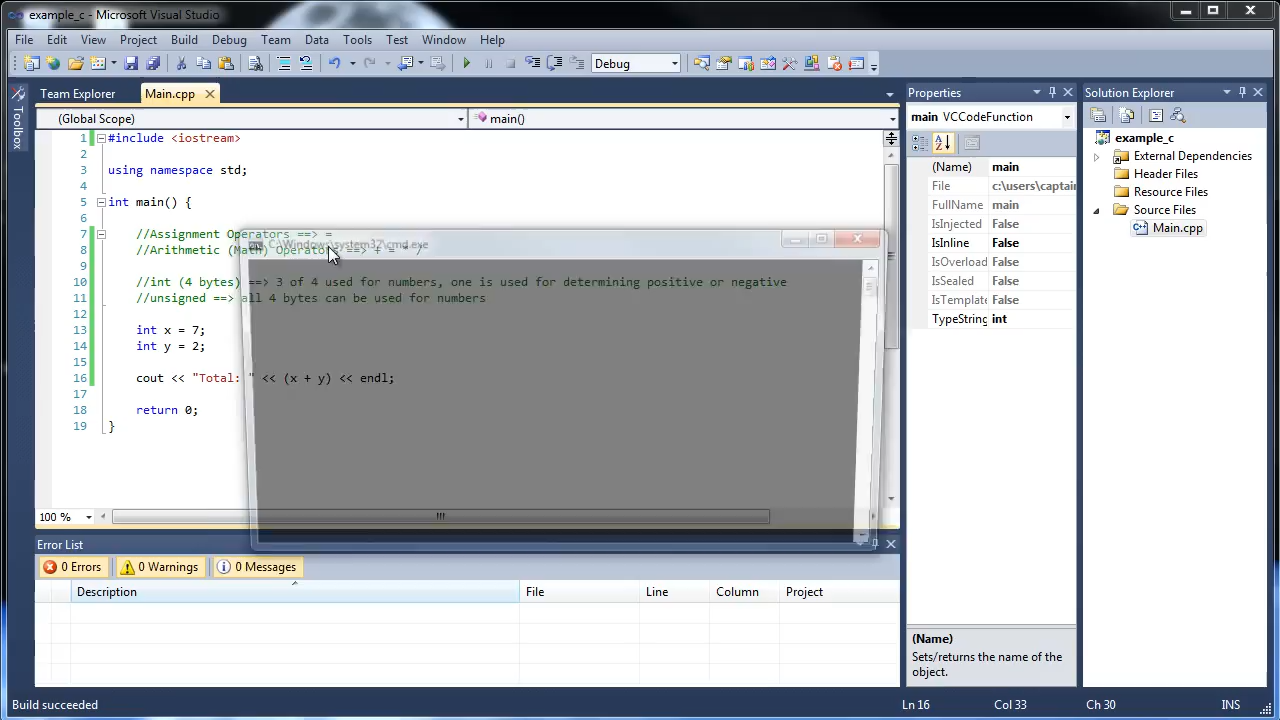 example_c - Microsoft Visual Studio
File Edit View Project Build Debug Team Data Tools Test Window Help
Debug
Team Explorer Main.cpp
(Global Scope) main()
1 #include <iostream>
2
3 using namespace std;
4
5 int main() {
6
7 //Assignment Operators ==> =
8 //Arithmetic (Math) Operators ==> + = * /
C:\Windows\system32\cmd.exe
9
10 //int (4 bytes) ==> 3 of 4 used for numbers, one is used for determining positive or negative
11 //unsigned ==> all 4 bytes can be used for numbers
12
13 int x = 7;
14 int y = 2;
15
16 cout << "Total: " << (x + y) << endl;
17
18 return 0;
19 }
100 %
Error List
0 Errors 0 Warnings 0 Messages
Description File Line Column Project
Toolbox
Properties
main VCCodeFunction
(Name) main
File c:\users\captain
FullName main
IsInjected False
IsInline False
IsOverload False
IsSealed False
IsTemplate False
TypeString int
(Name)
Sets/returns the name of the
object.
Solution Explorer
example_c
External Dependencies
Header Files
Resource Files
Source Files
Main.cpp
Build succeeded Ln 16 Col 33 Ch 30 INS